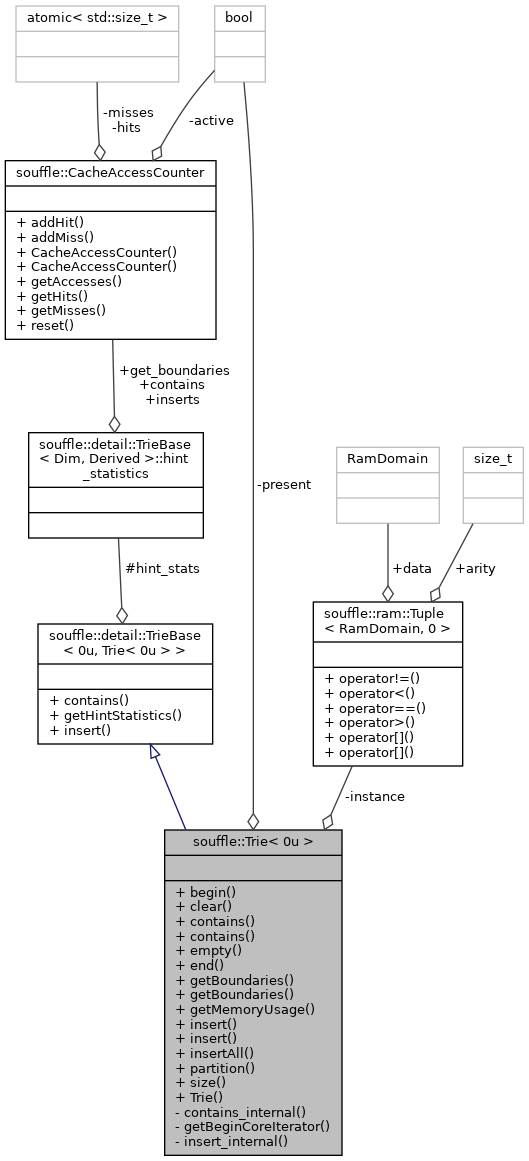 atomic< std::size_t >
bool
-misses
-hits
-active
souffle::CacheAccessCounter
+ addHit()
+ addMiss()
+ CacheAccessCounter()
+ CacheAccessCounter()
+ getAccesses()
+ getHits()
+ getMisses()
+ reset()
+get_boundaries
+contains
+inserts
souffle::detail::TrieBase
< Dim, Derived >::hint
_statistics
RamDomain
size_t
-present
#hint_stats
+data
+arity
souffle::detail::TrieBase
< 0u, Trie< 0u > >
+ contains()
+ getHintStatistics()
+ insert()
souffle::ram::Tuple
< RamDomain, 0 >
+ operator!=()
+ operator<()
+ operator==()
+ operator>()
+ operator[]()
+ operator[]()
-instance
souffle::Trie< 0u >
+ begin()
+ clear()
+ contains()
+ contains()
+ empty()
+ end()
+ getBoundaries()
+ getBoundaries()
+ getMemoryUsage()
+ insert()
+ insert()
+ insertAll()
+ partition()
+ size()
+ Trie()
- contains_internal()
- getBeginCoreIterator()
- insert_internal()